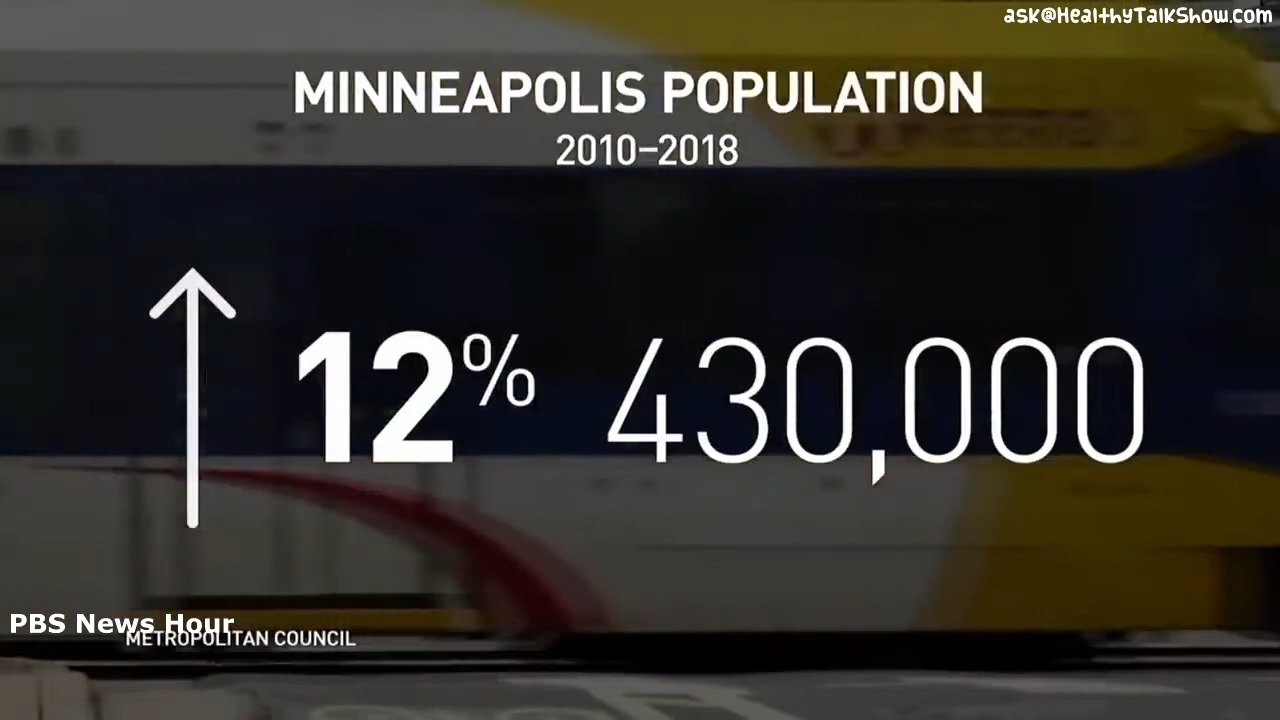 ask@HealthyTalkShow.com
MINNEAPOLIS POPULATION
2010–2018
12% 430,000
PBS News Hour
METROPOLITAN COUNCIL